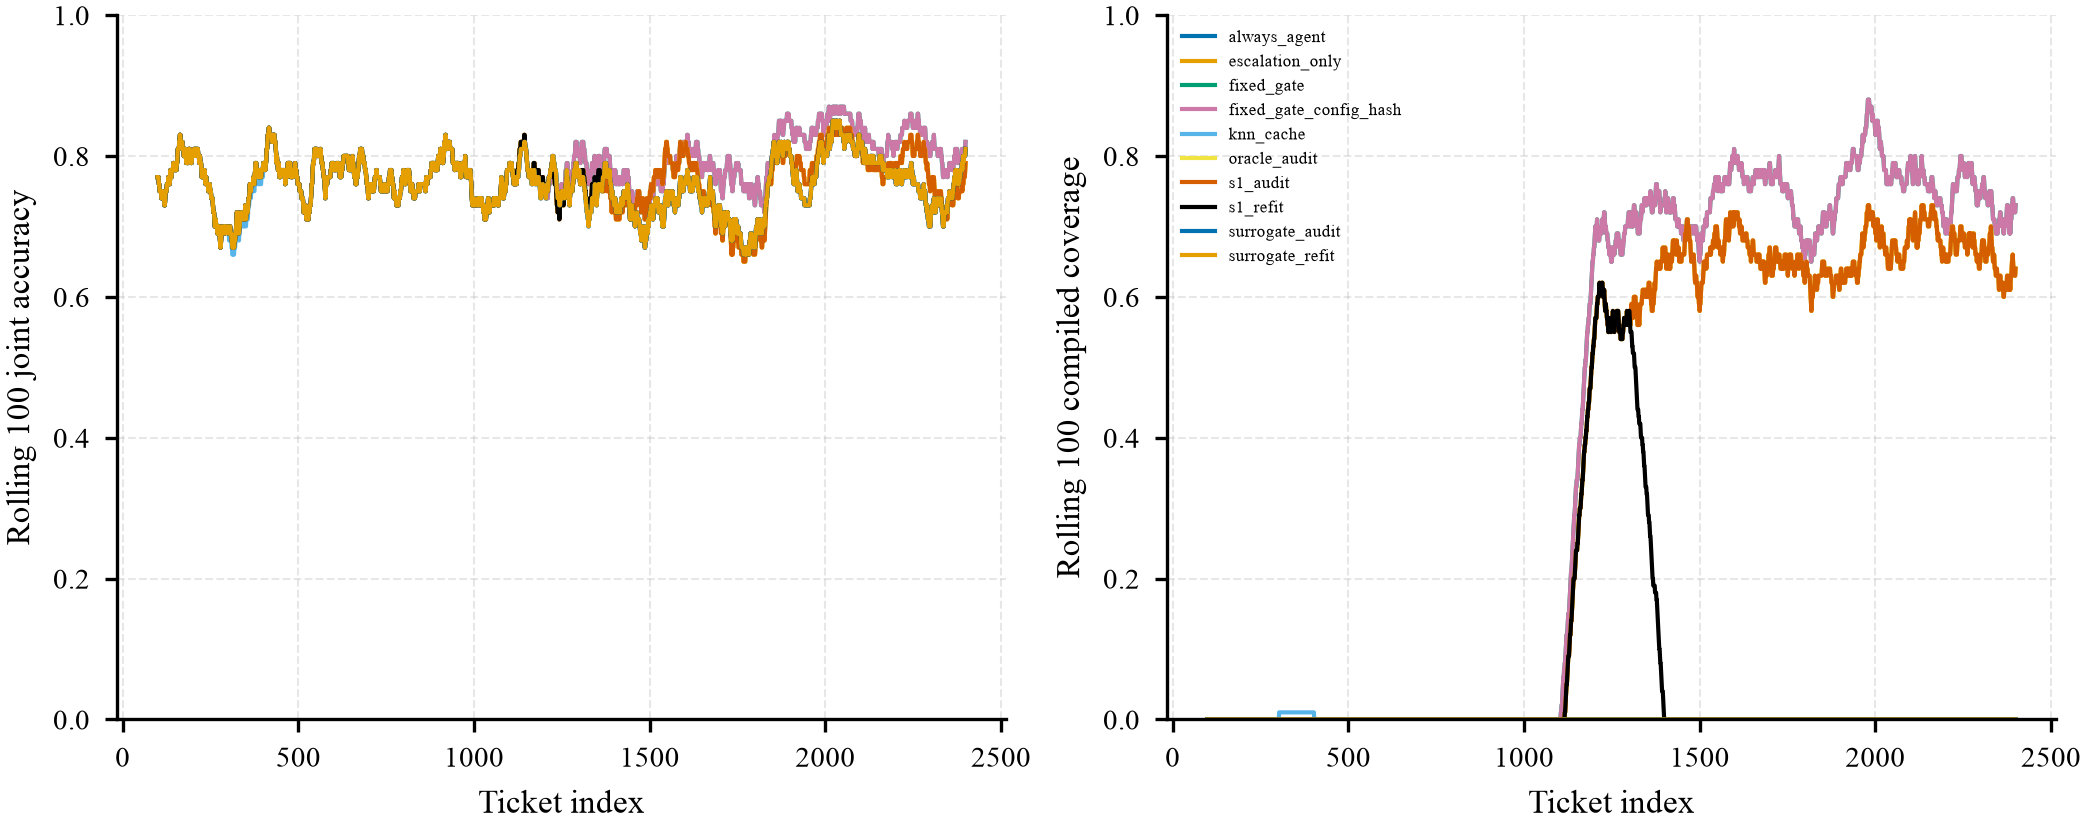 Rolling 100 joint accuracy
1.0
0.8
0.6
0.4
0.2
0.0
0 500 1000 1500 2000 2500
Ticket index
Rolling 100 compiled coverage
1.0
0.8
0.6
0.4
0.2
0.0
always_agent
escalation_only
fixed_gate
fixed_gate_config_hash
knn_cache
oracle_audit
s1_audit
s1_refit
surrogate_audit
surrogate_refit
0 500 1000 1500 2000 2500
Ticket index